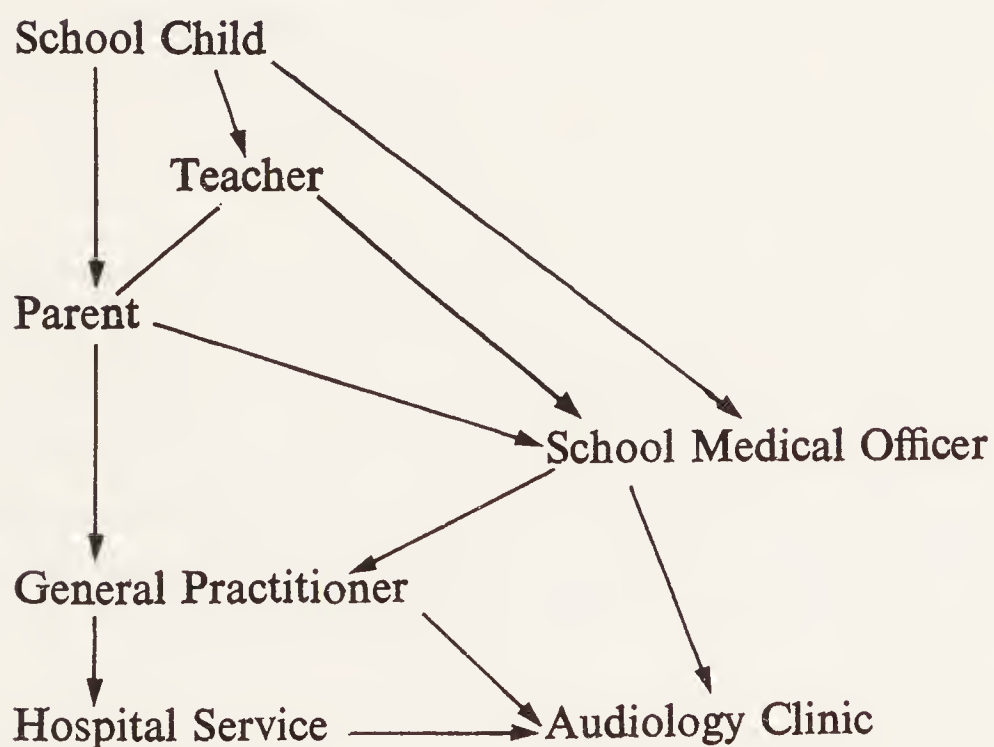 School Child
Teacher
Parent
School Medical Officer
General Practitioner
Hospital Service
Audiology Clinic